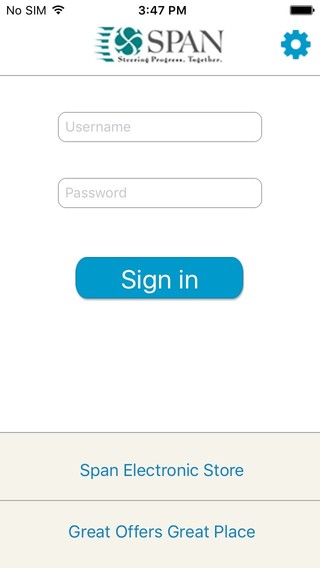 No SIM 3:47 PM
SPAN
Steering Progress. Together.
Username
Password
Sign in
Span Electronic Store
Great Offers Great Place